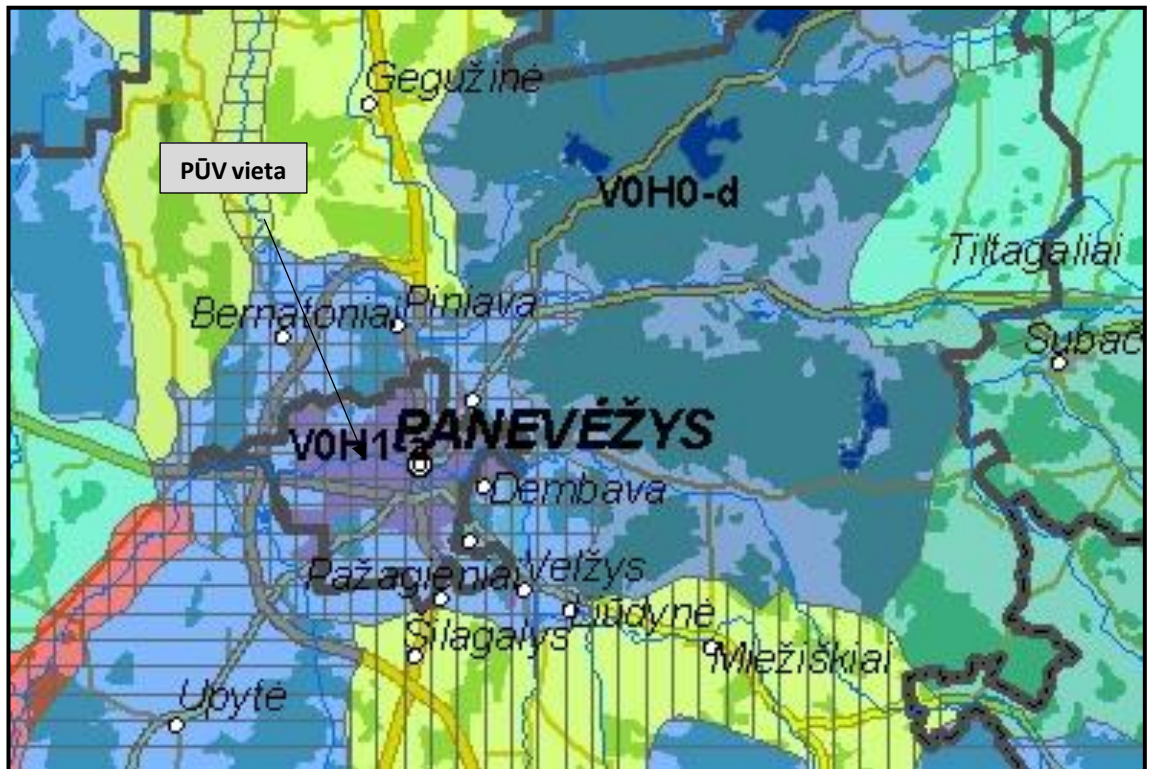 Gegužinė
PŪV vieta
V0H0-d
Tiltagaliai
Bernatoniai
Piniava
Subač
PANEVĖŽYS
V0H1
Dembava
Pažagieniai
Velžys
Liūdynė
Šilagalys
Miežiškiai
Upytė